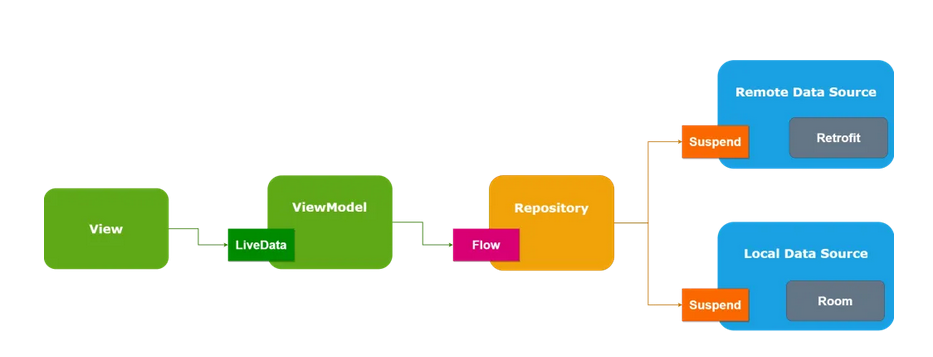 View
LiveData
ViewModel
Flow
Repository
Suspend
Remote Data Source
Retrofit
Suspend
Local Data Source
Room